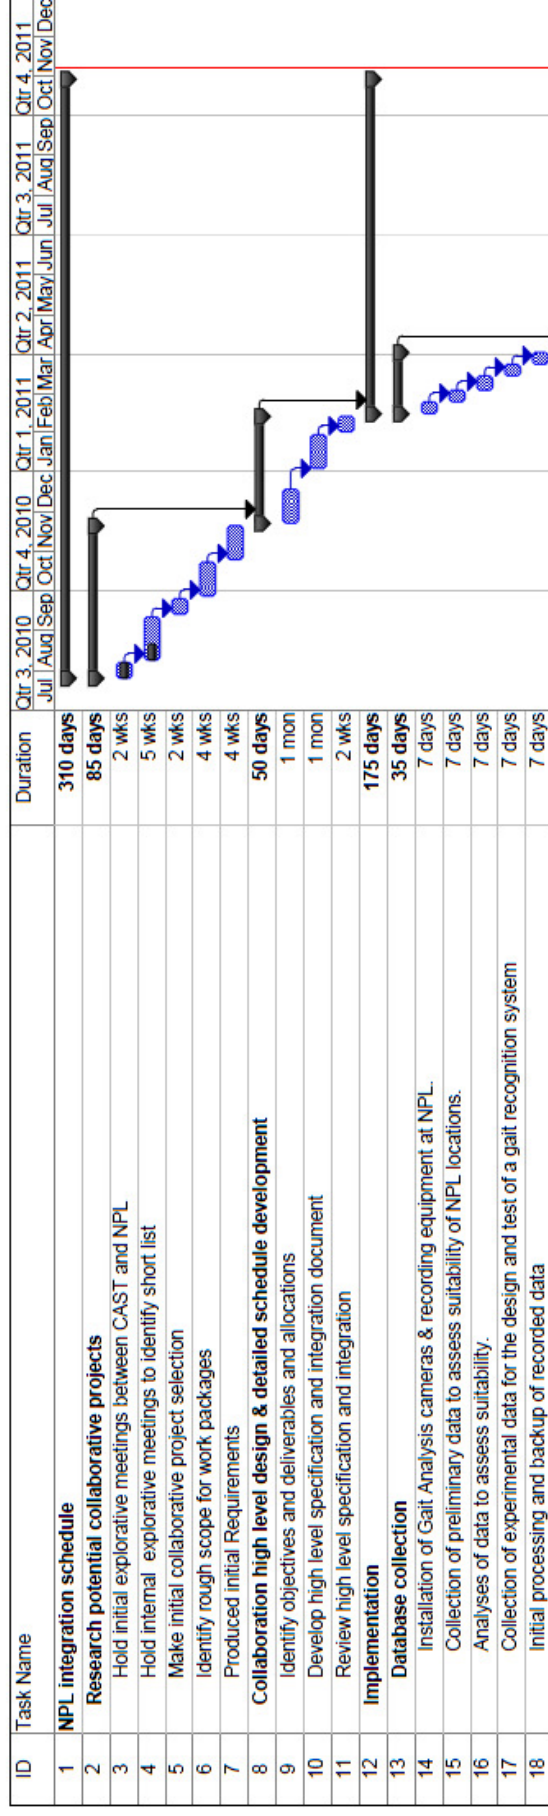 ID Task Name Duration Qtr 3, 2010 Qtr 4, 2010 Qtr 1, 2011 Qtr 2, 2011 Qtr 3, 2011 Qtr 4, 2011
Jul Aug Sep Oct Nov Dec Jan Feb Mar Apr May Jun Jul Aug Sep Oct Nov Dec
1 NPL integration schedule 310 days
2 Research potential collaborative projects 85 days
3 Hold initial explorative meetings between CAST and NPL 2 wks
4 Hold internal explorative meetings to identify short list 5 wks
5 Make initial collaborative project selection 2 wks
6 Identify rough scope for work packages 4 wks
7 Produced initial Requirements 4 wks
8 Collaboration high level design & detailed schedule development 50 days
9 Identify objectives and deliverables and allocations 1 mon
10 Develop high level specification and integration document 1 mon
11 Review high level specification and integration 2 wks
12 Implementation 175 days
13 Database collection 35 days
14 Installation of Gait Analysis cameras & recording equipment at NPL. 7 days
15 Collection of preliminary data to assess suitability of NPL locations. 7 days
16 Analyses of data to assess suitability. 7 days
17 Collection of experimental data for the design and test of a gait recognition system 7 days
18 Initial processing and backup of recorded data 7 days